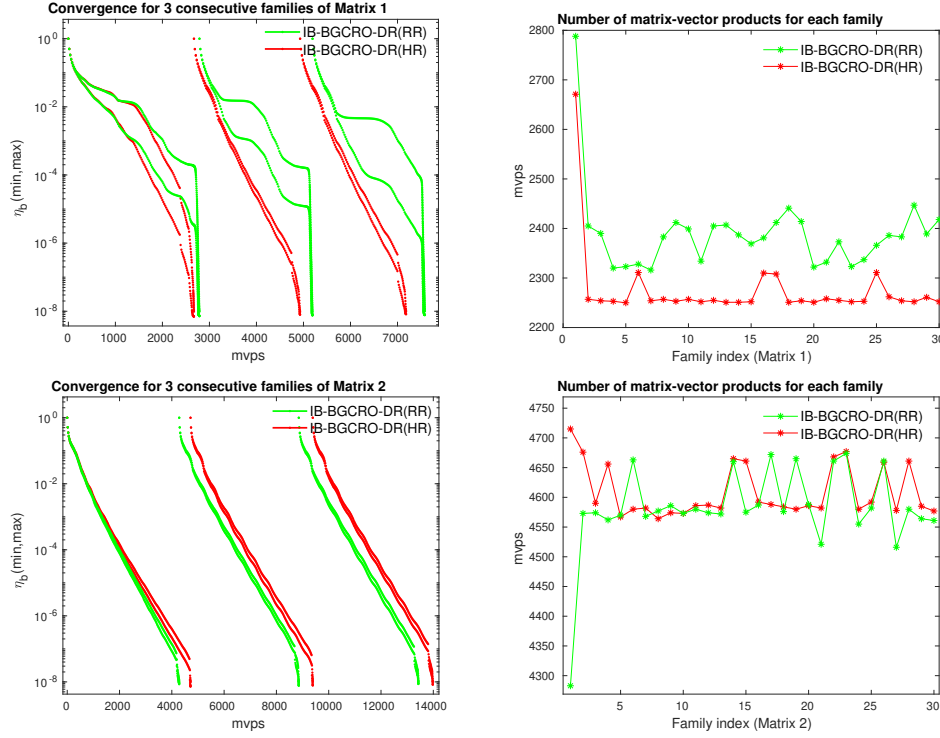 Convergence for 3 consecutive families of Matrix 1
IB-BGCRO-DR(RR)
IB-BGCRO-DR(HR)
10^0
10^-2
10^-4
10^-6
10^-8
η_b(min,max)
0 1000 2000 3000 4000 5000 6000 7000
mvps
Number of matrix-vector products for each family
IB-BGCRO-DR(RR)
IB-BGCRO-DR(HR)
2800
2700
2600
2500
2400
2300
2200
mvps
0 5 10 15 20 25 30
Family index (Matrix 1)
Convergence for 3 consecutive families of Matrix 2
IB-BGCRO-DR(RR)
IB-BGCRO-DR(HR)
10^0
10^-2
10^-4
10^-6
10^-8
η_b(min,max)
0 2000 4000 6000 8000 10000 12000 14000
mvps
Number of matrix-vector products for each family
IB-BGCRO-DR(RR)
IB-BGCRO-DR(HR)
4750
4700
4650
4600
4550
4500
4450
4400
4350
4300
mvps
0 5 10 15 20 25 30
Family index (Matrix 2)